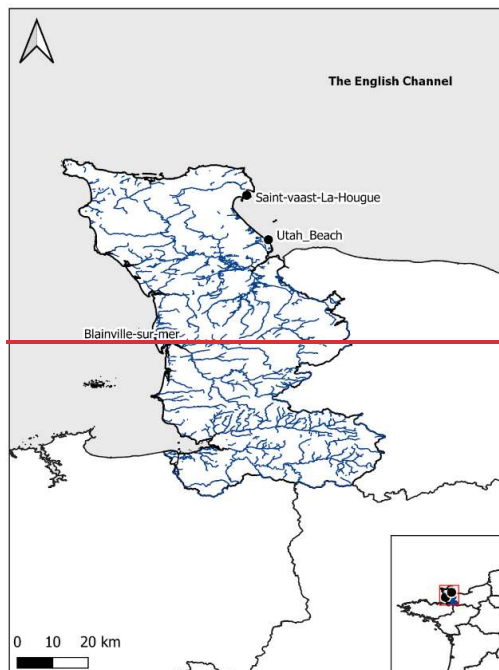 The English Channel
Saint-vaast-La-Hougue
Utah_Beach
Blainville-sur-mer
0 10 20 km